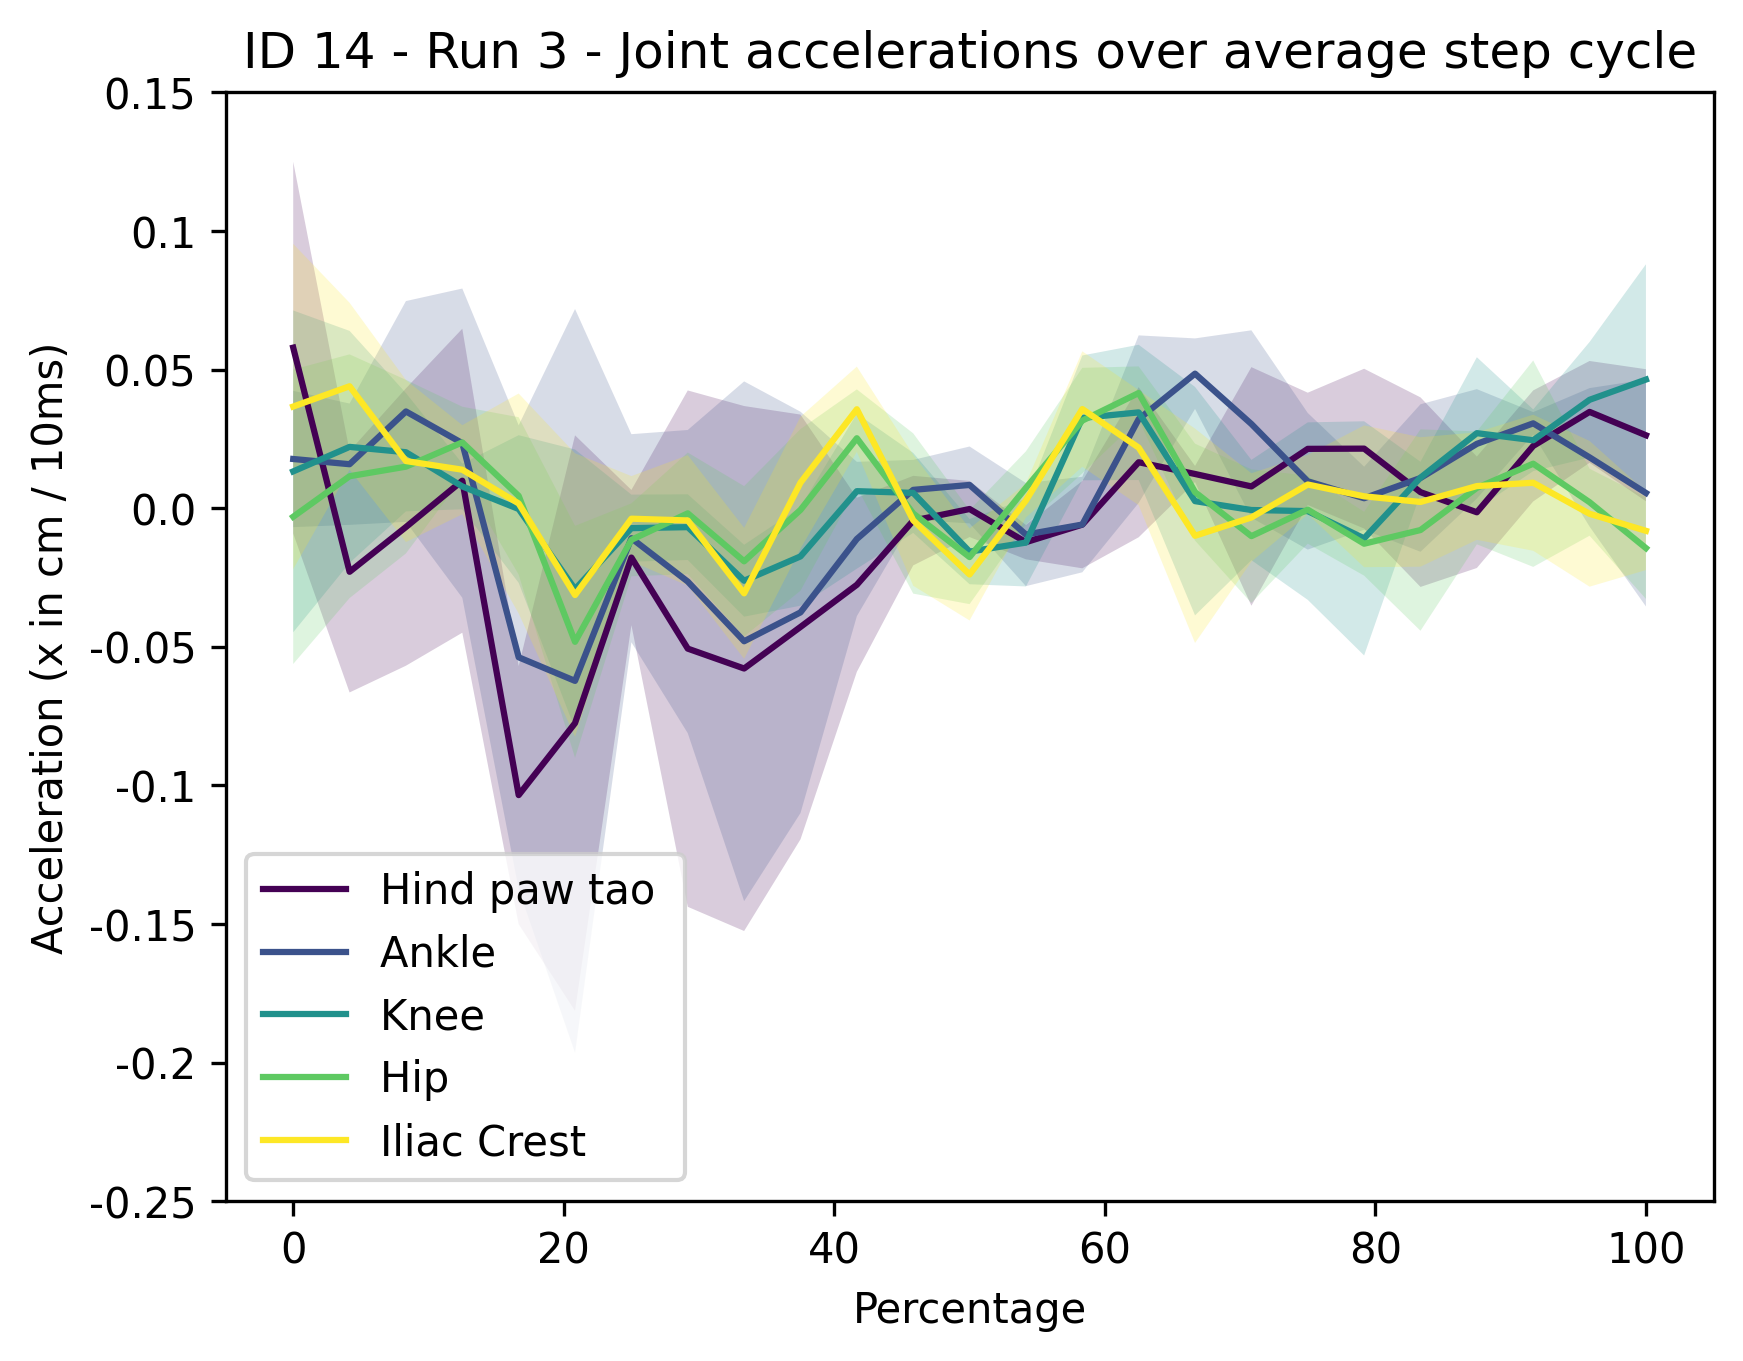 ID 14 - Run 3 - Joint accelerations over average step cycle
0.15
0.1
0.05
0.0
-0.05
-0.1
-0.15
-0.2
-0.25
Acceleration (x in cm / 10ms)
Hind paw tao
Ankle
Knee
Hip
Iliac Crest
0 20 40 60 80 100
Percentage